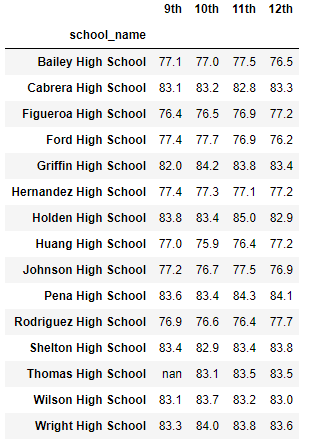 9th 10th 11th 12th
school_name
Bailey High School 77.1 77.0 77.5 76.5
Cabrera High School 83.1 83.2 82.8 83.3
Figueroa High School 76.4 76.5 76.9 77.2
Ford High School 77.4 77.7 76.9 76.2
Griffin High School 82.0 84.2 83.8 83.4
Hernandez High School 77.4 77.3 77.1 77.2
Holden High School 83.8 83.4 85.0 82.9
Huang High School 77.0 75.9 76.4 77.2
Johnson High School 77.2 76.7 77.5 76.9
Pena High School 83.6 83.4 84.3 84.1
Rodriguez High School 76.9 76.6 76.4 77.7
Shelton High School 83.4 82.9 83.4 83.8
Thomas High School nan 83.1 83.5 83.5
Wilson High School 83.1 83.7 83.2 83.0
Wright High School 83.3 84.0 83.8 83.6